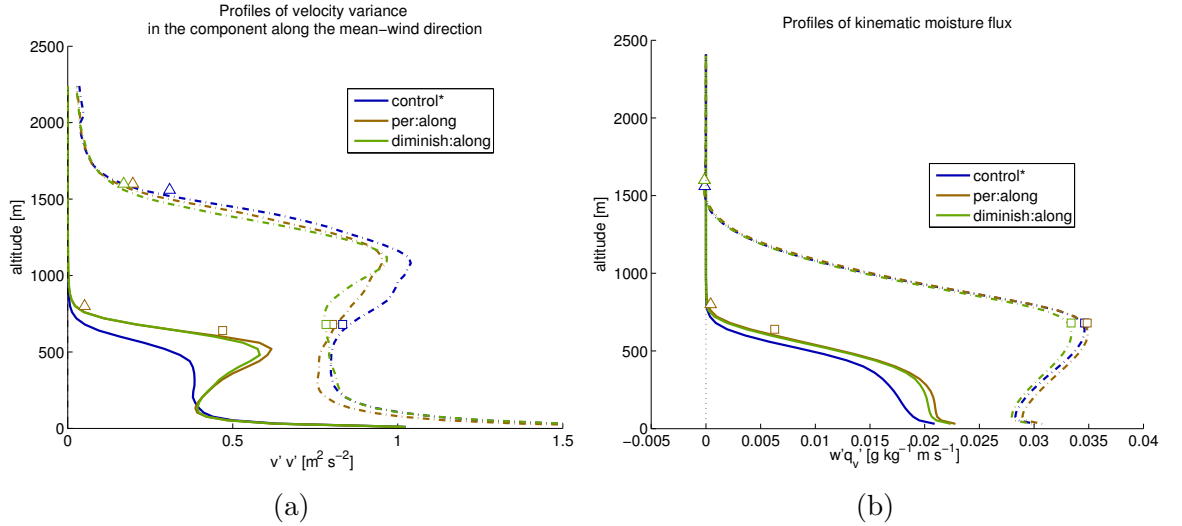 Profiles of velocity variance
in the component along the mean−wind direction
2500
2000
1500
1000
500
0
altitude [m]
control*
per:along
diminish:along
0
0.5
1
1.5
v' v' [m² s⁻²]
(a)
Profiles of kinematic moisture flux
2500
2000
1500
1000
500
0
altitude [m]
control*
per:along
diminish:along
−0.005
0
0.005
0.01
0.015
0.02
0.025
0.03
0.035
0.04
w'qᵥ' [g kg⁻¹ m s⁻¹]
(b)